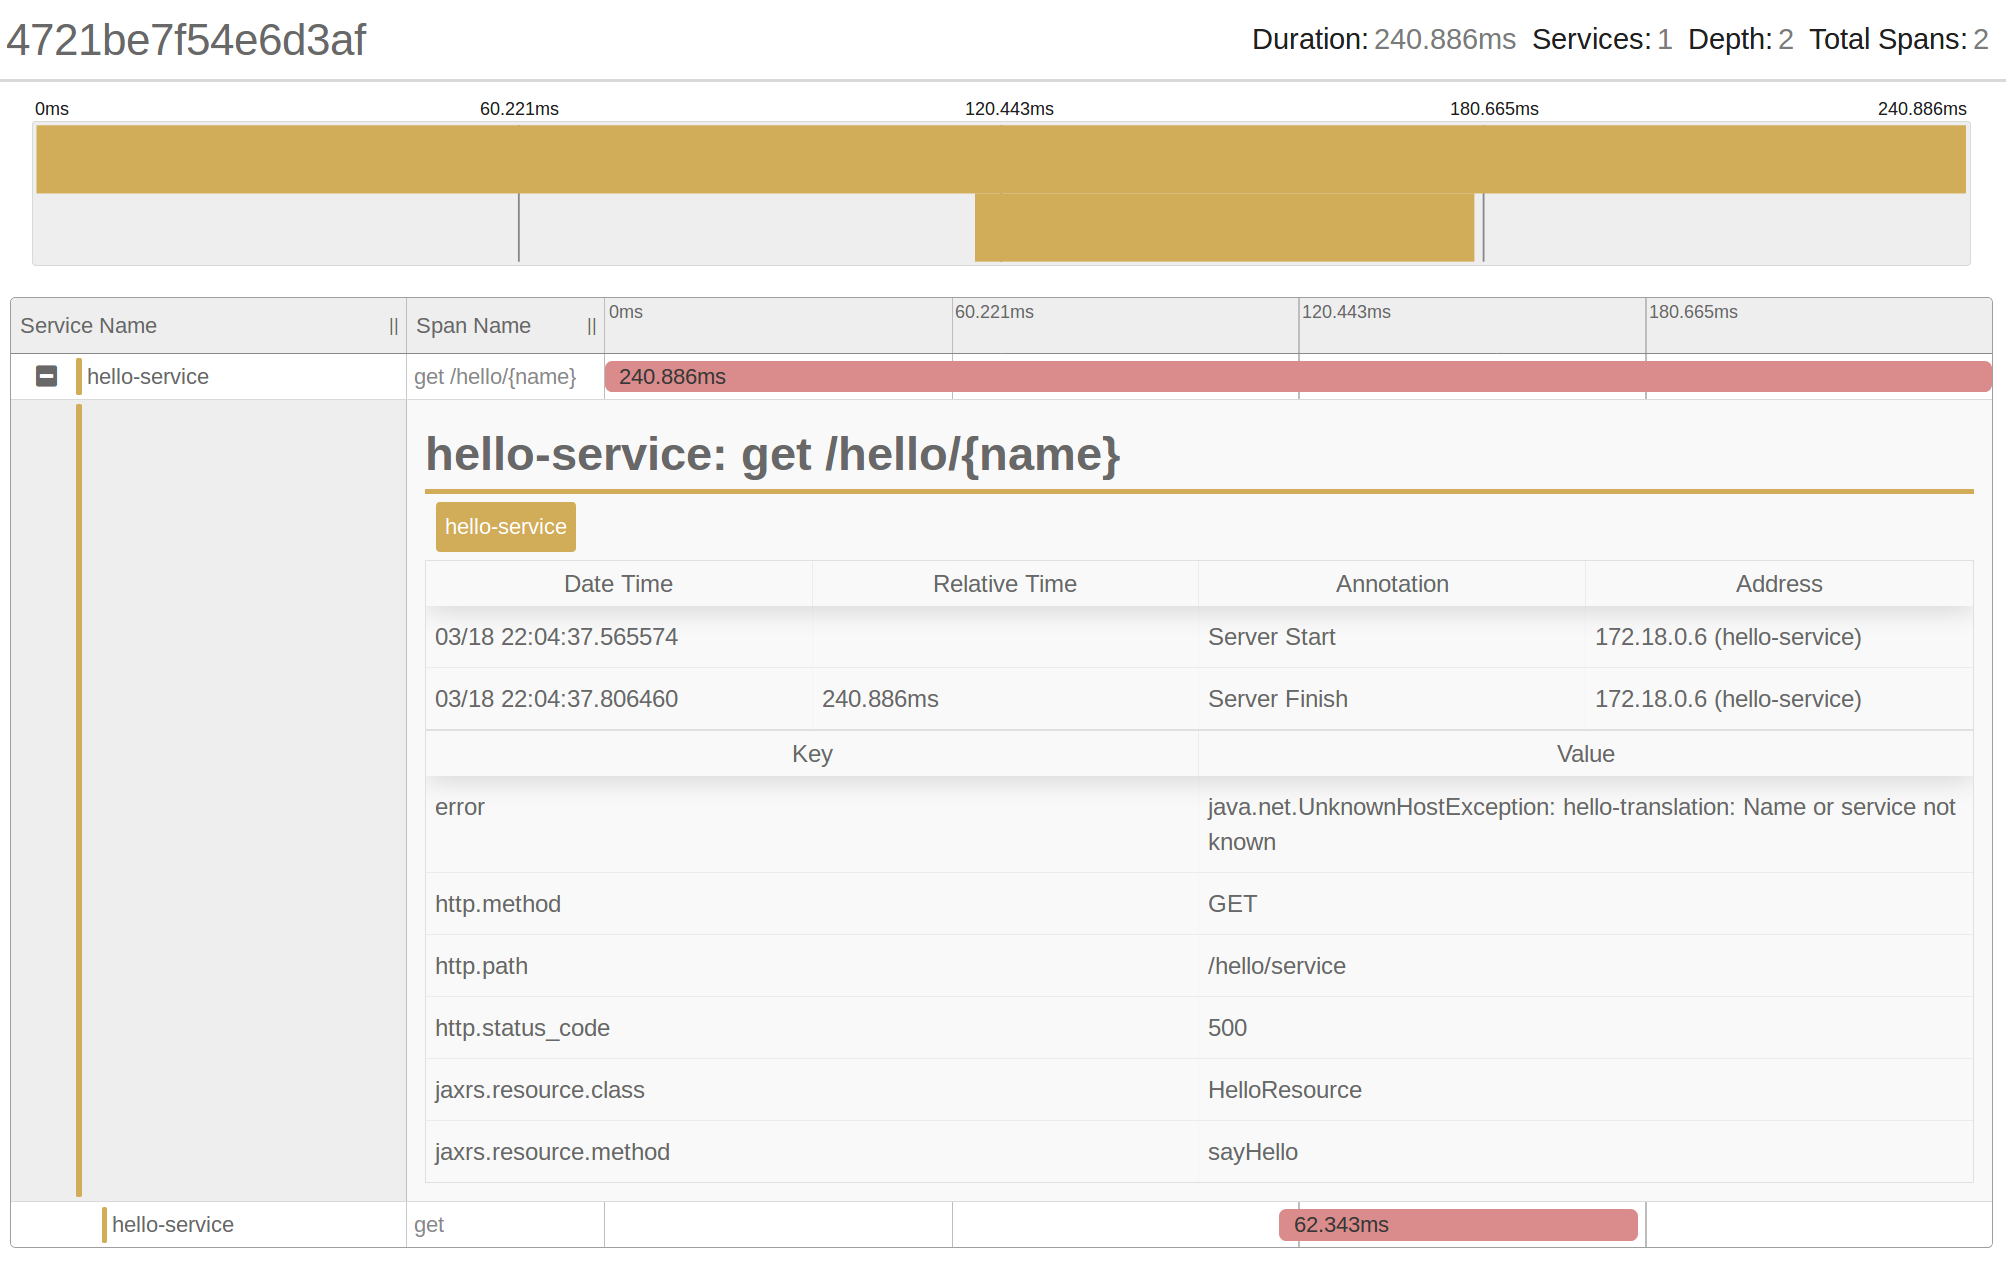 4721be7f54e6d3af
Duration: 240.886ms Services: 1 Depth: 2 Total Spans: 2
0ms 60.221ms 120.443ms 180.665ms 240.886ms
Service Name || Span Name || 0ms 60.221ms 120.443ms 180.665ms
hello-service get /hello/{name} 240.886ms
hello-service: get /hello/{name}
hello-service
Date Time Relative Time Annotation Address
03/18 22:04:37.565574 Server Start 172.18.0.6 (hello-service)
03/18 22:04:37.806460 240.886ms Server Finish 172.18.0.6 (hello-service)
Key Value
error java.net.UnknownHostException: hello-translation: Name or service not
known
http.method GET
http.path /hello/service
http.status_code 500
jaxrs.resource.class HelloResource
jaxrs.resource.method sayHello
hello-service get 62.343ms